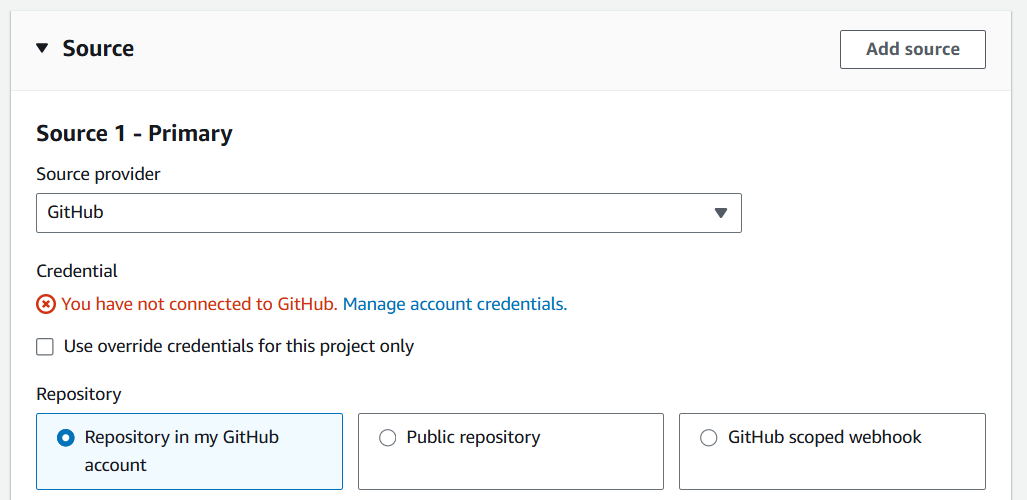 Source
Add source
Source 1 - Primary
Source provider
GitHub
Credential
You have not connected to GitHub. Manage account credentials.
Use override credentials for this project only
Repository
Repository in my GitHub
account
Public repository
GitHub scoped webhook